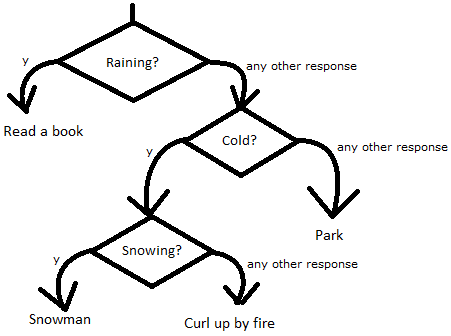 Raining?
y
any other response
Read a book
Cold?
y
any other response
Park
Snowing?
y
any other response
Snowman
Curl up by fire